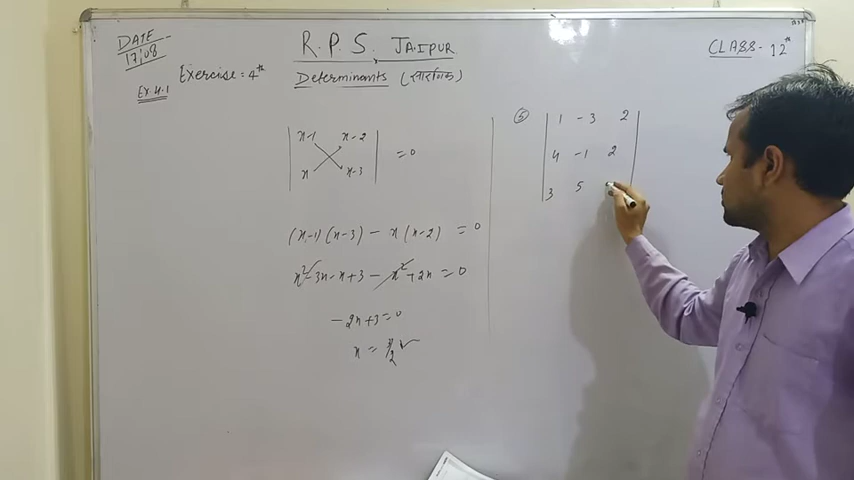 DATE -
17/08
R.P.S. JAIPUR
CLASS - 12th
Exercise = 4th
Determinants (सारणिक)
Ex 4.1
| x-1 x-2 |
| x x-3 | = 0
(x-1) (x-3) - x (x-2) = 0
x² - 3x - x + 3 - x² + 2x = 0
- 2x + 3 = 0
x = 3/2 ✓
⑤ | 1 - 3 2 |
| 4 -1 2 |
| 3 5